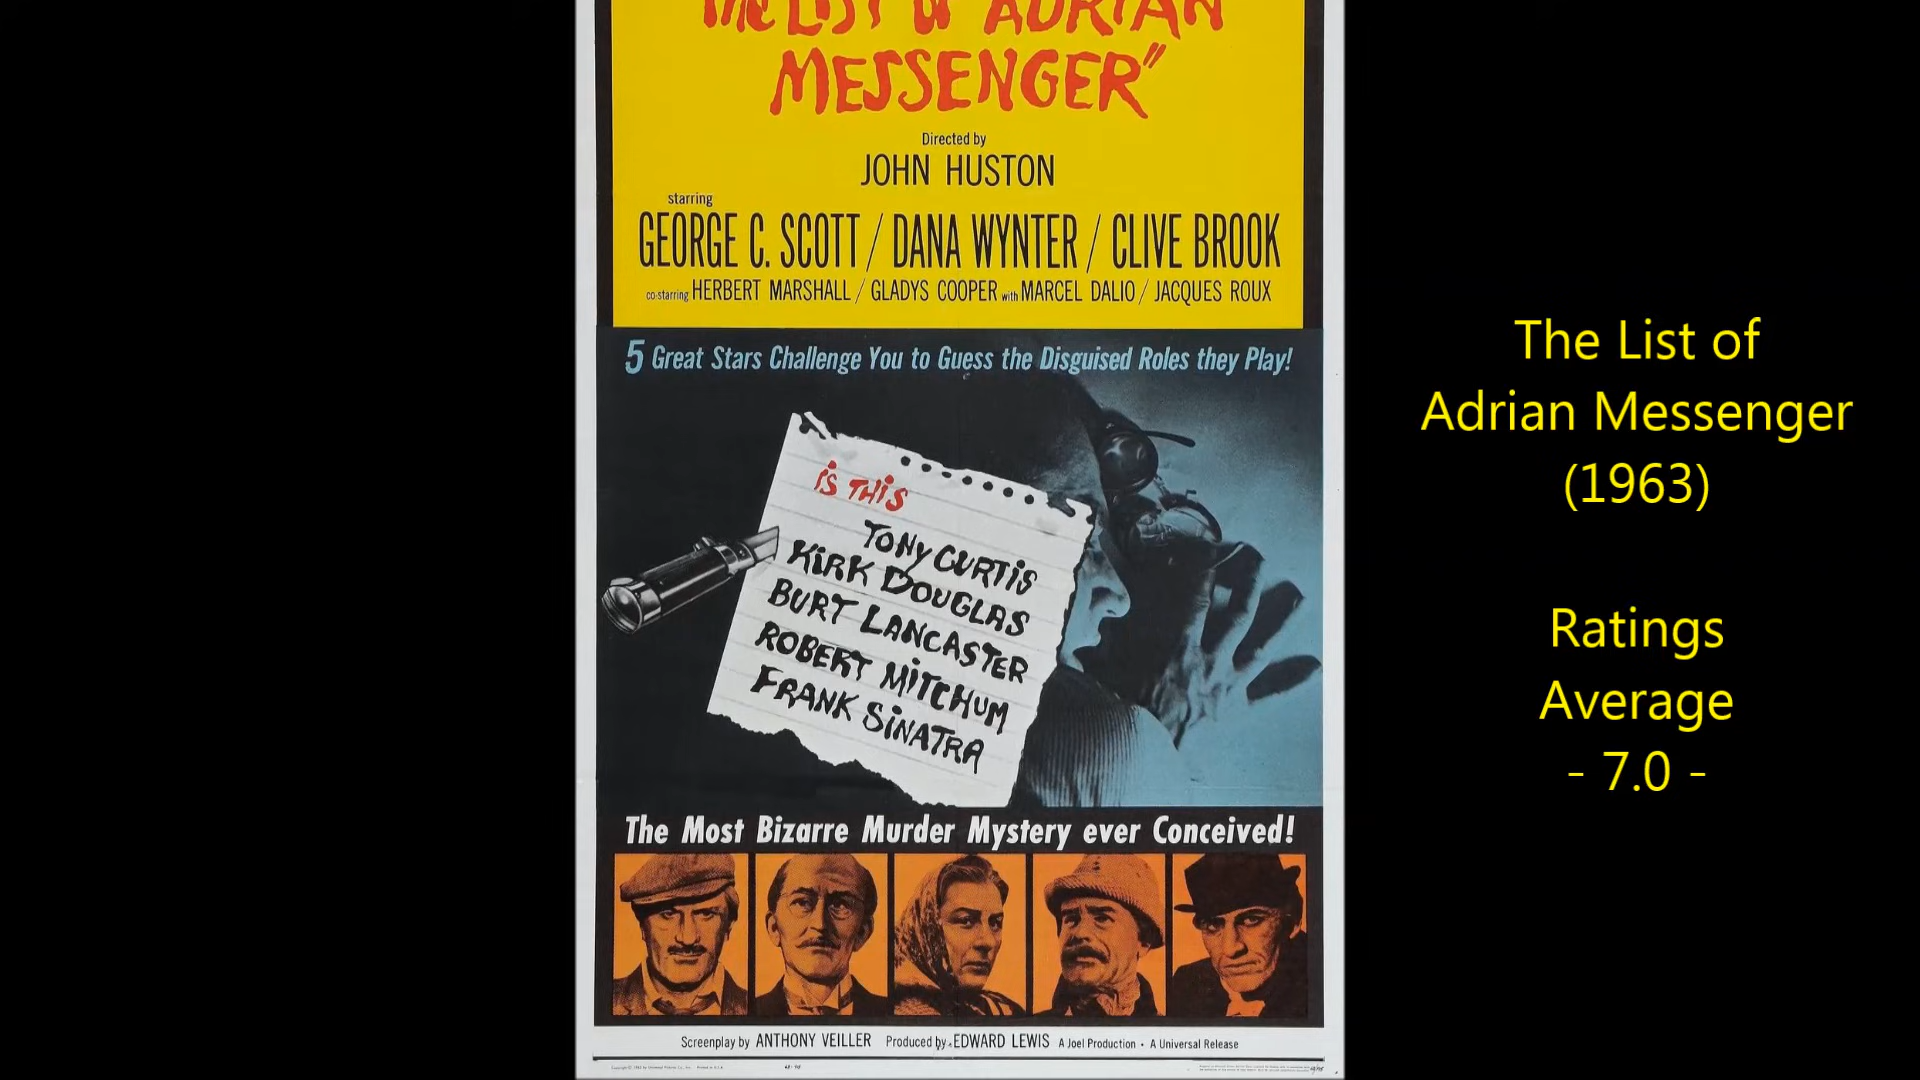 THE LIST OF ADRIAN
MESSENGER"
Directed by
JOHN HUSTON
starring
GEORGE C. SCOTT / DANA WYNTER / CLIVE BROOK
co-starring HERBERT MARSHALL / GLADYS COOPER with MARCEL DALIO / JACQUES ROUX
5 Great Stars Challenge You to Guess the Disguised Roles they Play!
iS THiS
TONY CURTIS
KIRK DOUGLAS
BURT LANCASTER
ROBERT MITCHUM
FRANK SINATRA
The Most Bizarre Murder Mystery ever Conceived!
Screenplay by ANTHONY VEILLER Produced by EDWARD LEWIS A Joel Production • A Universal Release
The List of
Adrian Messenger
(1963)
Ratings
Average
- 7.0 -